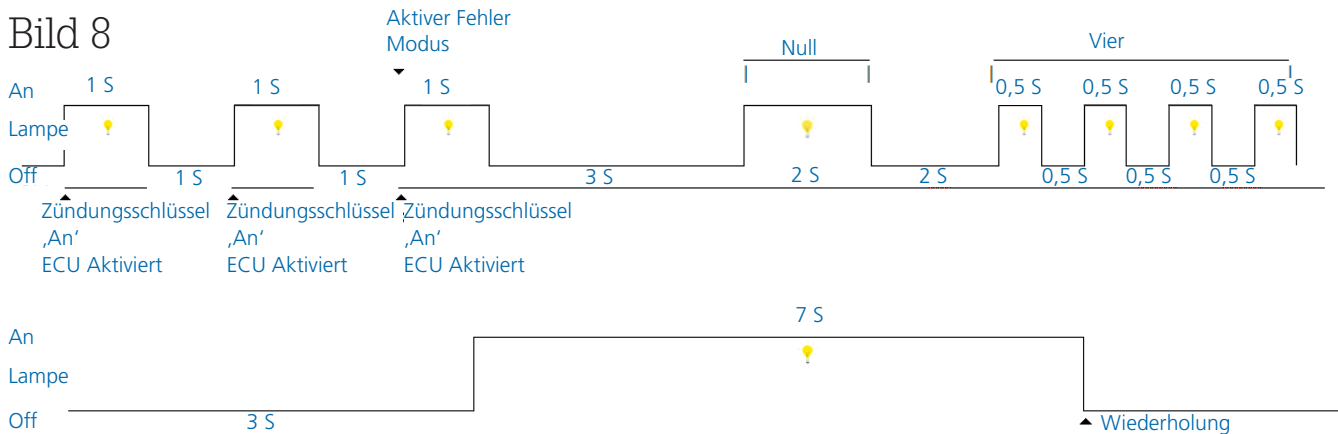 Bild 8
Aktiver Fehler
Modus
Null
Vier
An
1 S
1 S
1 S
0,5 S
0,5 S
0,5 S
0,5 S
Lampe
Off
1 S
1 S
3 S
2 S
2 S
0,5 S
0,5 S
0,5 S
Zündungsschlüssel
‚An‘
ECU Aktiviert
Zündungsschlüssel
‚An‘
ECU Aktiviert
Zündungsschlüssel
‚An‘
ECU Aktiviert
7 S
An
Lampe
Off
3 S
Wiederholung